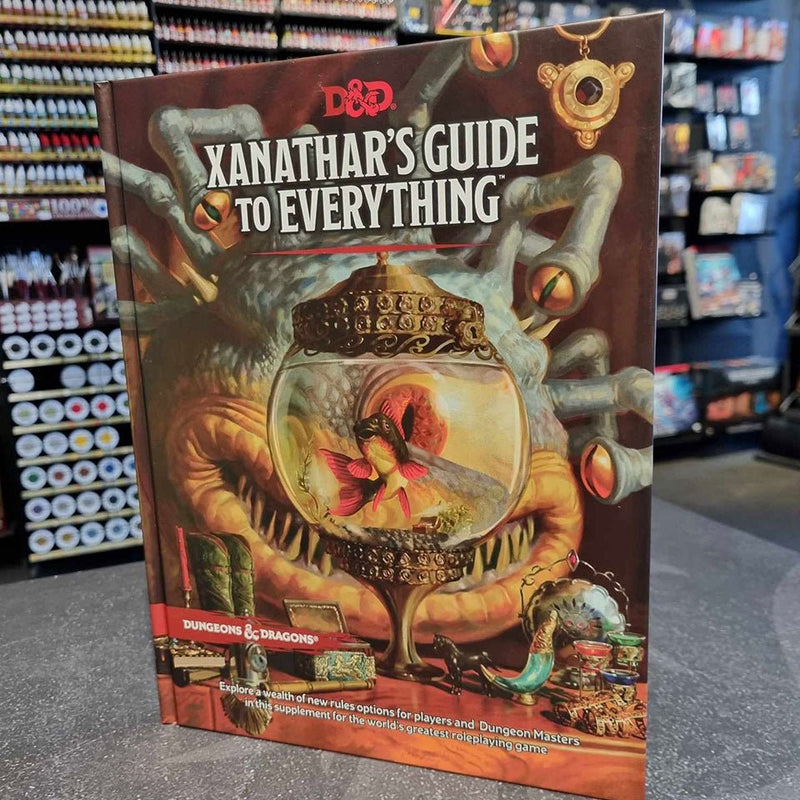 D&D®
XANATHAR'S GUIDE
TO EVERYTHING™
DUNGEONS & DRAGONS®
Explore a wealth of new rules options for players and Dungeon Masters
in this supplement for the world's greatest roleplaying game
100%